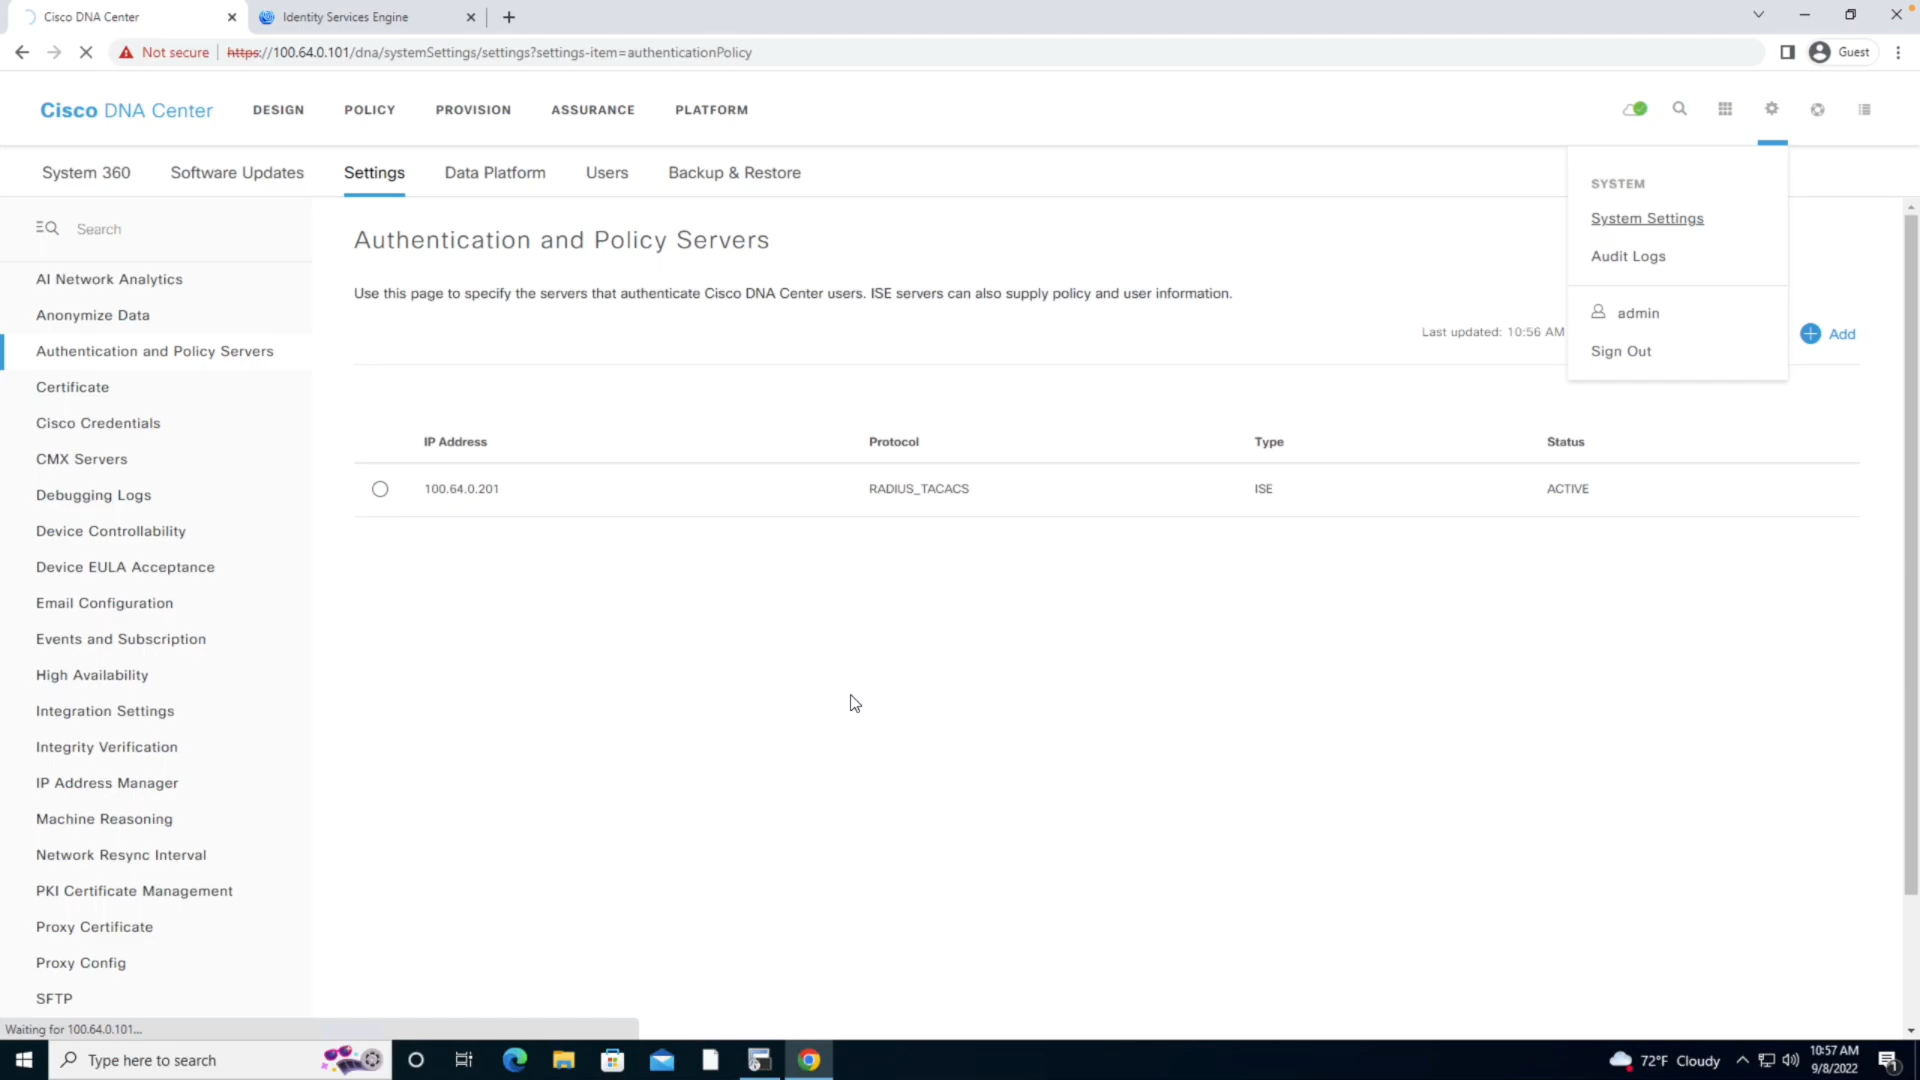 Cisco DNA Center
Identity Services Engine
Not secure
https://100.64.0.101/dna/systemSettings/settings?settings-item=authenticationPolicy
Guest
Cisco DNA Center
DESIGN
POLICY
PROVISION
ASSURANCE
PLATFORM
System 360
Software Updates
Settings
Data Platform
Users
Backup & Restore
SYSTEM
System Settings
Audit Logs
admin
Sign Out
Search
AI Network Analytics
Anonymize Data
Authentication and Policy Servers
Certificate
Cisco Credentials
CMX Servers
Debugging Logs
Device Controllability
Device EULA Acceptance
Email Configuration
Events and Subscription
High Availability
Integration Settings
Integrity Verification
IP Address Manager
Machine Reasoning
Network Resync Interval
PKI Certificate Management
Proxy Certificate
Proxy Config
SFTP
Authentication and Policy Servers
Use this page to specify the servers that authenticate Cisco DNA Center users. ISE servers can also supply policy and user information.
Last updated: 10:56 AM
Add
IP Address Protocol Type Status
100.64.0.201 RADIUS_TACACS ISE ACTIVE
Waiting for 100.64.0.101...
Type here to search
72°F Cloudy
10:57 AM
9/8/2022
1